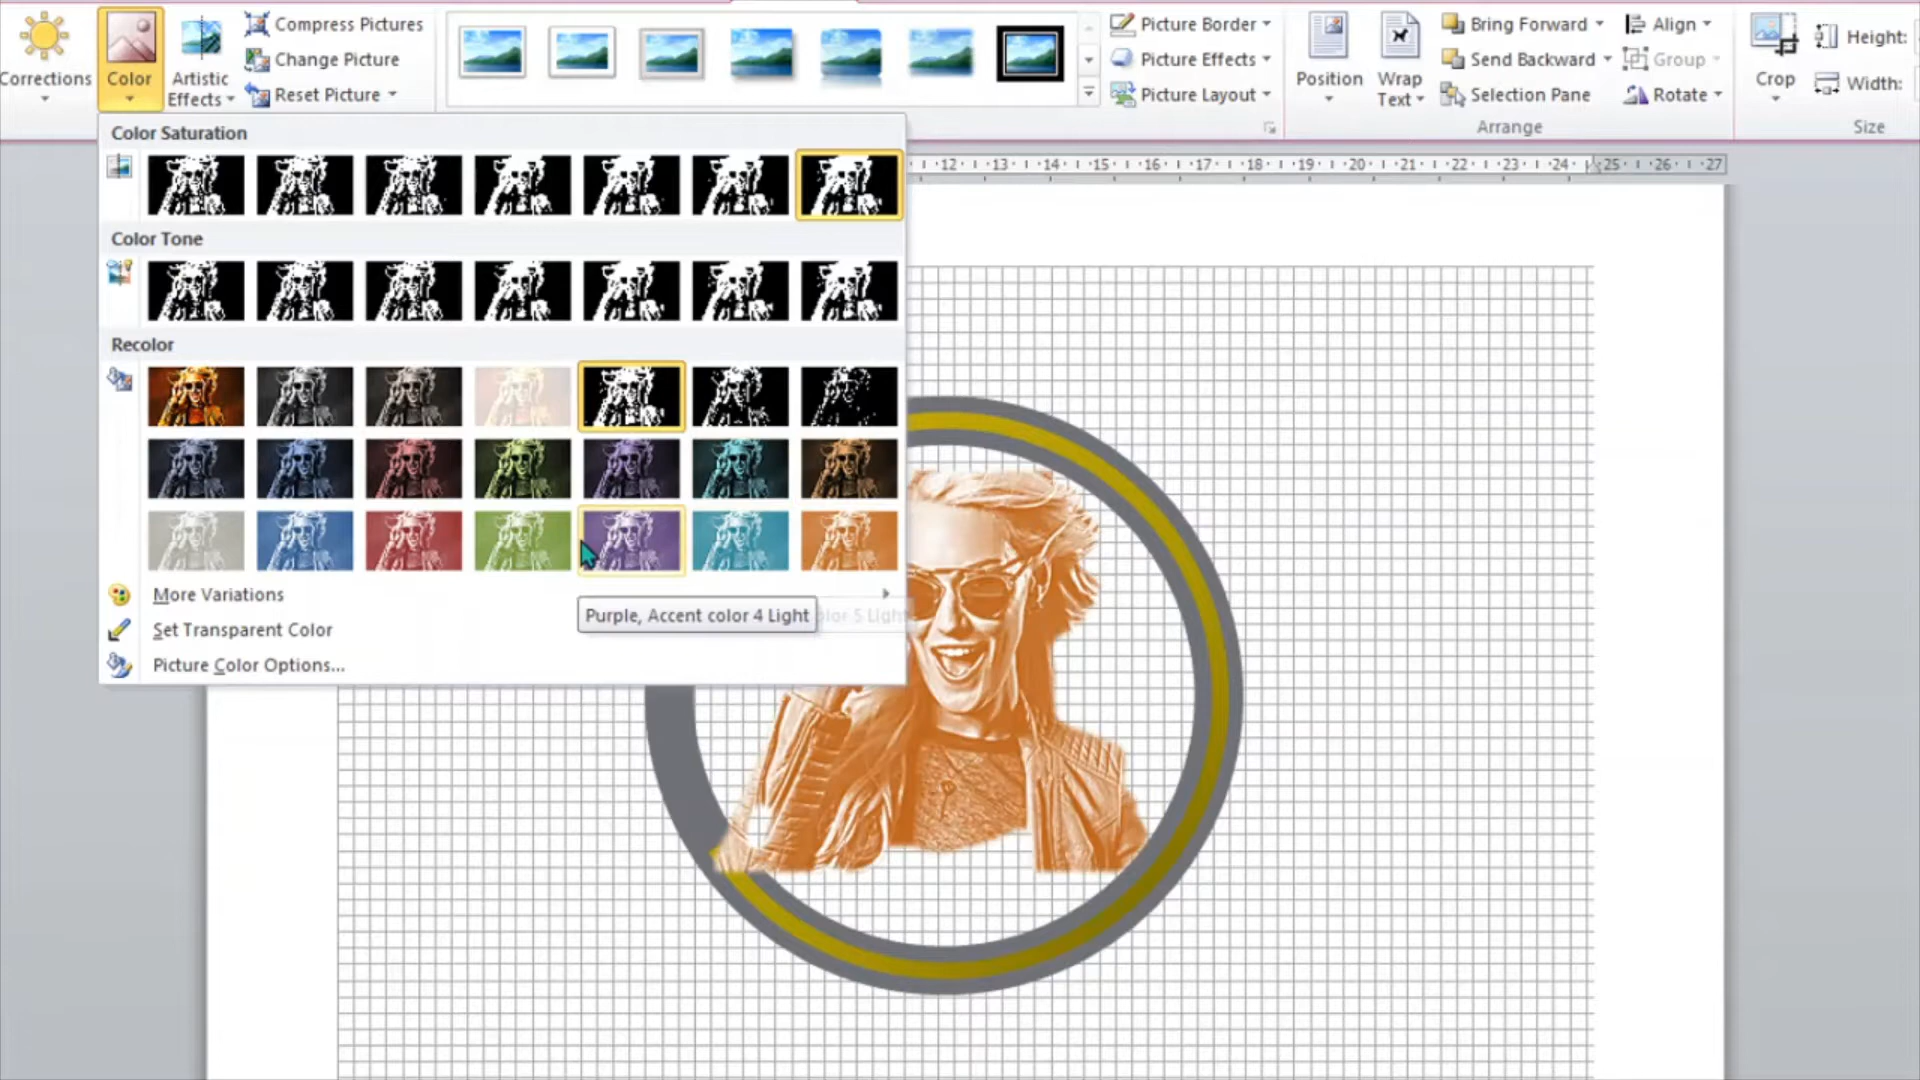 Corrections
Color
Artistic
Effects
Compress Pictures
Change Picture
Reset Picture
Picture Border
Picture Effects
Picture Layout
Position
Wrap
Text
Bring Forward
Send Backward
Selection Pane
Align
Group
Rotate
Arrange
Crop
Height:
Width:
Size
Color Saturation
12 13 14 15 16 17 18 19 20 21 22 23 24 25 26 27
Color Tone
Recolor
More Variations
Purple, Accent color 4 Light
olor 5 Light
Set Transparent Color
Picture Color Options...